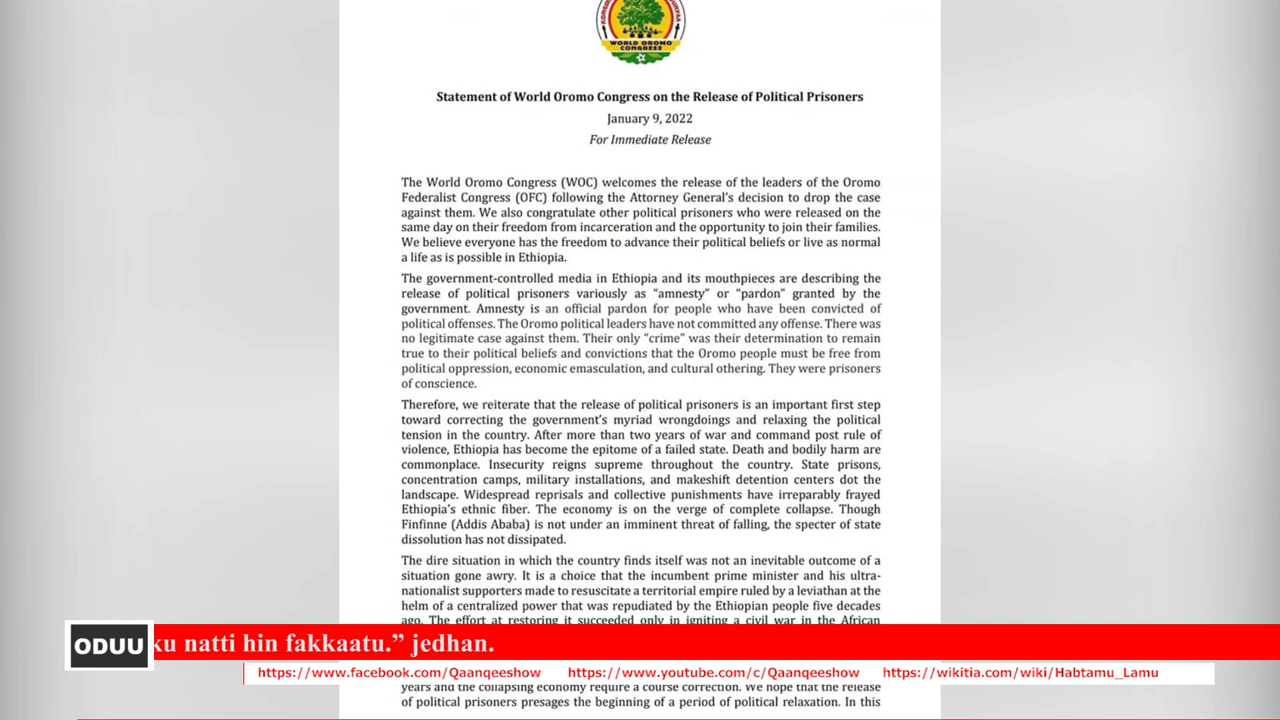 WORLD OROMO
CONGRESS
Statement of World Oromo Congress on the Release of Political Prisoners
January 9, 2022
For Immediate Release
The World Oromo Congress (WOC) welcomes the release of the leaders of the Oromo
Federalist Congress (OFC) following the Attorney General's decision to drop the case
against them. We also congratulate other political prisoners who were released on the
same day on their freedom from incarceration and the opportunity to join their families.
We believe everyone has the freedom to advance their political beliefs or live as normal
a life as is possible in Ethiopia.
The government-controlled media in Ethiopia and its mouthpieces are describing the
release of political prisoners variously as “amnesty” or “pardon” granted by the
government. Amnesty is an official pardon for people who have been convicted of
political offenses. The Oromo political leaders have not committed any offense. There was
no legitimate case against them. Their only “crime” was their determination to remain
true to their political beliefs and convictions that the Oromo people must be free from
political oppression, economic emasculation, and cultural othering. They were prisoners
of conscience.
Therefore, we reiterate that the release of political prisoners is an important first step
toward correcting the government's myriad wrongdoings and relaxing the political
tension in the country. After more than two years of war and command post rule of
violence, Ethiopia has become the epitome of a failed state. Death and bodily harm are
commonplace. Insecurity reigns supreme throughout the country. State prisons,
concentration camps, military installations, and makeshift detention centers dot the
landscape. Widespread reprisals and collective punishments have irreparably frayed
Ethiopia's ethnic fiber. The economy is on the verge of complete collapse. Though
Finfinne (Addis Ababa) is not under an imminent threat of falling, the specter of state
dissolution has not dissipated.
The dire situation in which the country finds itself was not an inevitable outcome of a
situation gone awry. It is a choice that the incumbent prime minister and his ultra-
nationalist supporters made to resuscitate a territorial empire ruled by a leviathan at the
helm of a centralized power that was repudiated by the Ethiopian people five decades
ago. The effort at restoring it succeeded only in igniting a civil war in the African
ODUU
ku natti hin fakkaatu.” jedhan.
https://www.facebook.com/Qaanqeeshow https://www.youtube.com/c/Qaanqeeshow https://wikitia.com/wiki/Habtamu_Lamu
years and the collapsing economy require a course correction. We hope that the release
of political prisoners presages the beginning of a period of political relaxation. In this